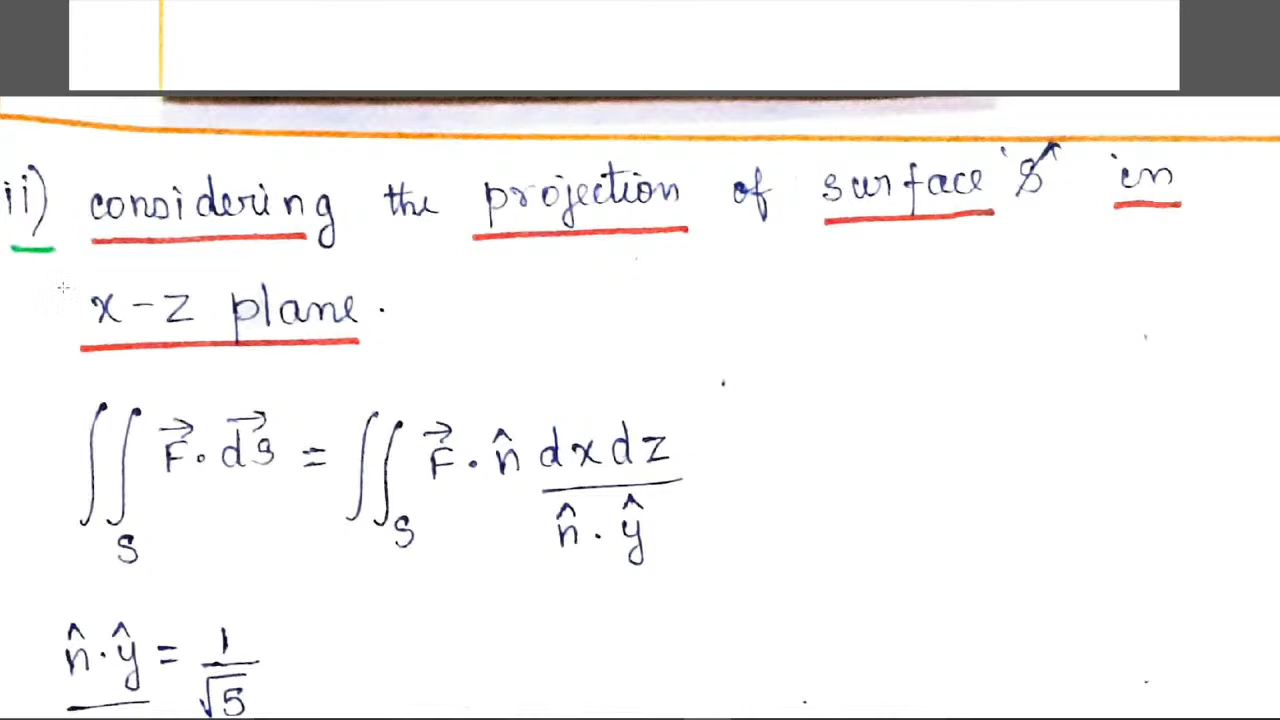 ii) considering the projection of surface 'S' in
x-z plane.
∬_S F⃗ · dS⃗ = ∬_S F⃗ · n̂ dxdz / n̂ · ŷ
n̂ · ŷ = 1/√5